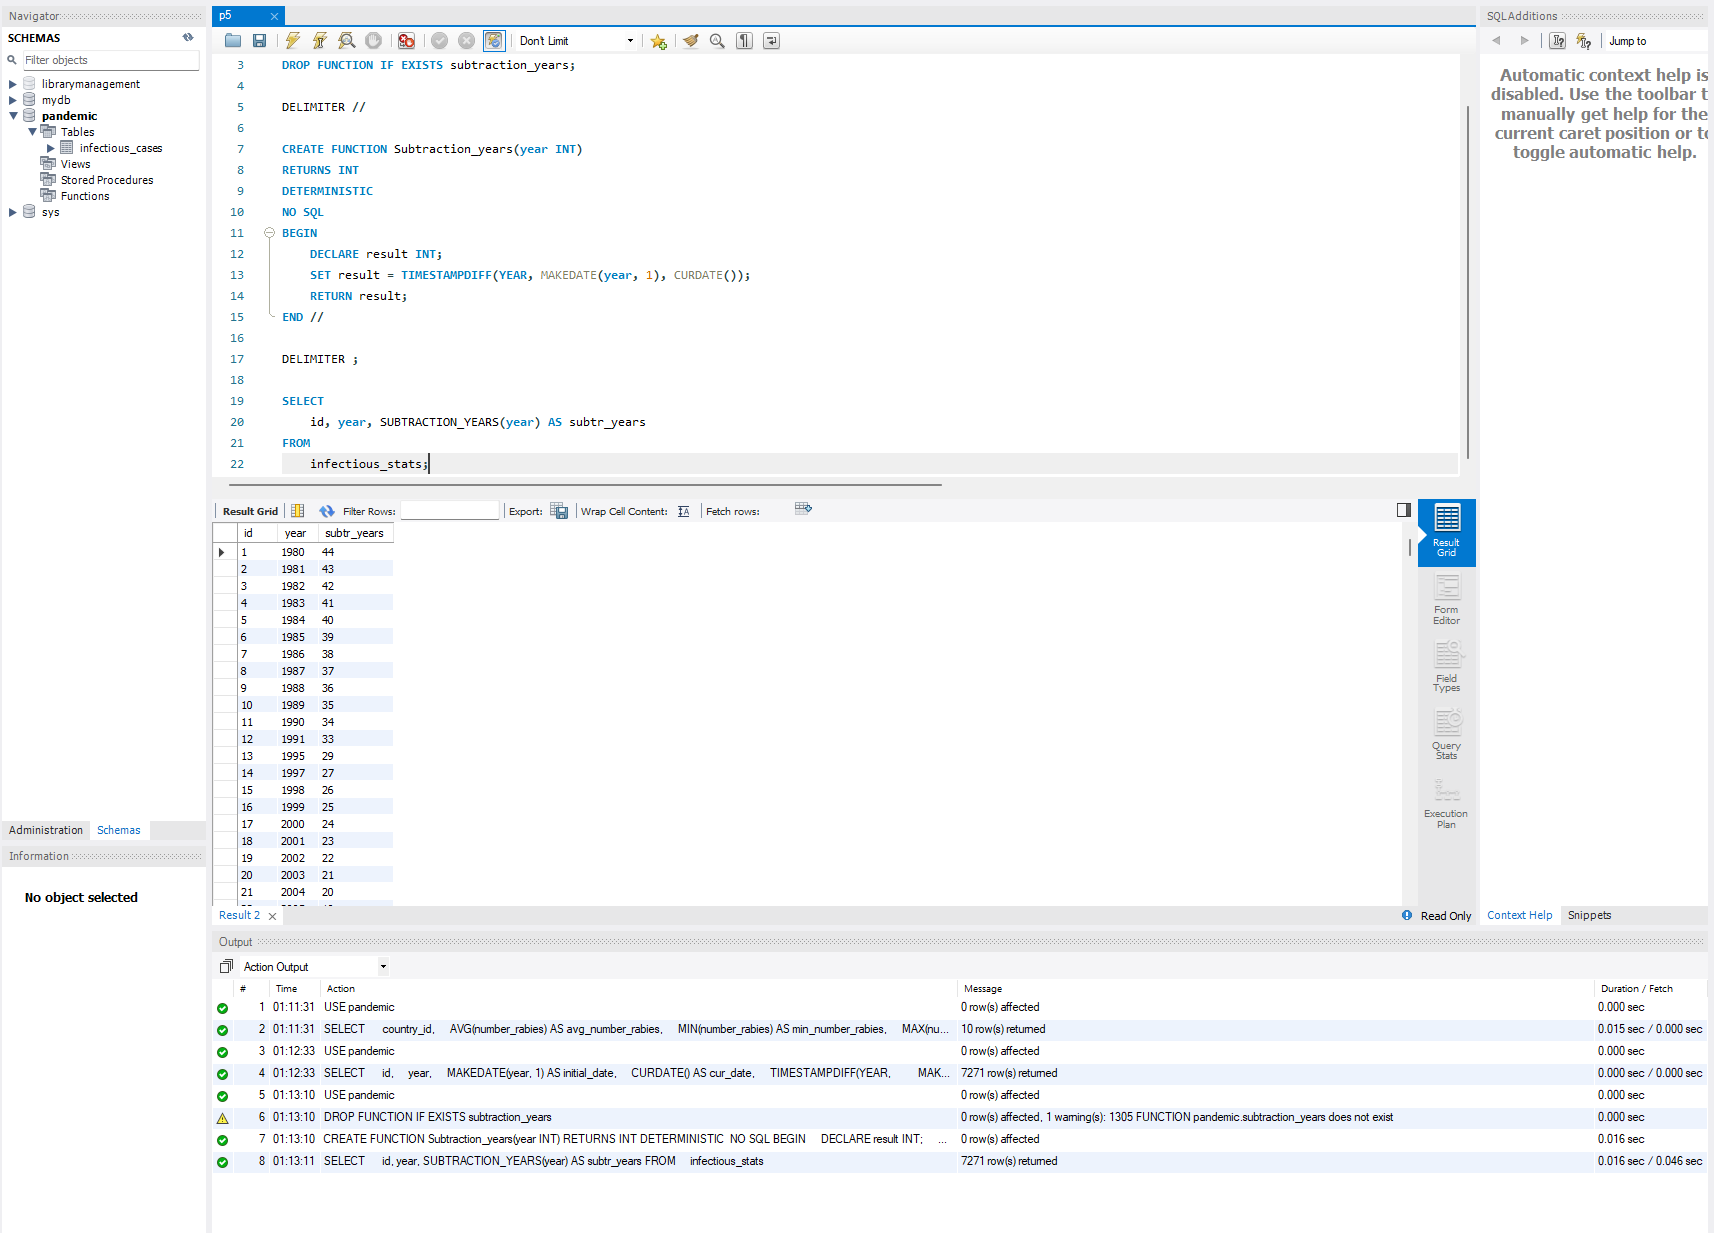 Navigator
SCHEMAS
Filter objects
librarymanagement
mydb
pandemic
Tables
infectious_cases
Views
Stored Procedures
Functions
sys
Administration Schemas
Information
No object selected
p5
Don't Limit
3 DROP FUNCTION IF EXISTS subtraction_years;
4
5 DELIMITER //
6
7 CREATE FUNCTION Subtraction_years(year INT)
8 RETURNS INT
9 DETERMINISTIC
10 NO SQL
11 BEGIN
12 DECLARE result INT;
13 SET result = TIMESTAMPDIFF(YEAR, MAKEDATE(year, 1), CURDATE());
14 RETURN result;
15 END //
16
17 DELIMITER ;
18
19 SELECT
20 id, year, SUBTRACTION_YEARS(year) AS subtr_years
21 FROM
22 infectious_stats;
Result Grid Filter Rows: Export: Wrap Cell Content: Fetch rows:
id year subtr_years
1 1980 44
2 1981 43
3 1982 42
4 1983 41
5 1984 40
6 1985 39
7 1986 38
8 1987 37
9 1988 36
10 1989 35
11 1990 34
12 1991 33
13 1995 29
14 1997 27
15 1998 26
16 1999 25
17 2000 24
18 2001 23
19 2002 22
20 2003 21
21 2004 20
Result
Grid
Form
Editor
Field
Types
Query
Stats
Execution
Plan
Result 2
Read Only
SQLAdditions
Jump to
Automatic context help is
disabled. Use the toolbar t
manually get help for the
current caret position or to
toggle automatic help.
Context Help Snippets
Output
Action Output
# Time Action Message Duration / Fetch
1 01:11:31 USE pandemic 0 row(s) affected 0.000 sec
2 01:11:31 SELECT country_id, AVG(number_rabies) AS avg_number_rabies, MIN(number_rabies) AS min_number_rabies, MAX(nu... 10 row(s) returned 0.015 sec / 0.000 sec
3 01:12:33 USE pandemic 0 row(s) affected 0.000 sec
4 01:12:33 SELECT id, year, MAKEDATE(year, 1) AS initial_date, CURDATE() AS cur_date, TIMESTAMPDIFF(YEAR, MAK... 7271 row(s) returned 0.000 sec / 0.000 sec
5 01:13:10 USE pandemic 0 row(s) affected 0.000 sec
6 01:13:10 DROP FUNCTION IF EXISTS subtraction_years 0 row(s) affected, 1 warning(s): 1305 FUNCTION pandemic.subtraction_years does not exist 0.000 sec
7 01:13:10 CREATE FUNCTION Subtraction_years(year INT) RETURNS INT DETERMINISTIC NO SQL BEGIN DECLARE result INT; ... 0 row(s) affected 0.016 sec
8 01:13:11 SELECT id, year, SUBTRACTION_YEARS(year) AS subtr_years FROM infectious_stats 7271 row(s) returned 0.016 sec / 0.046 sec